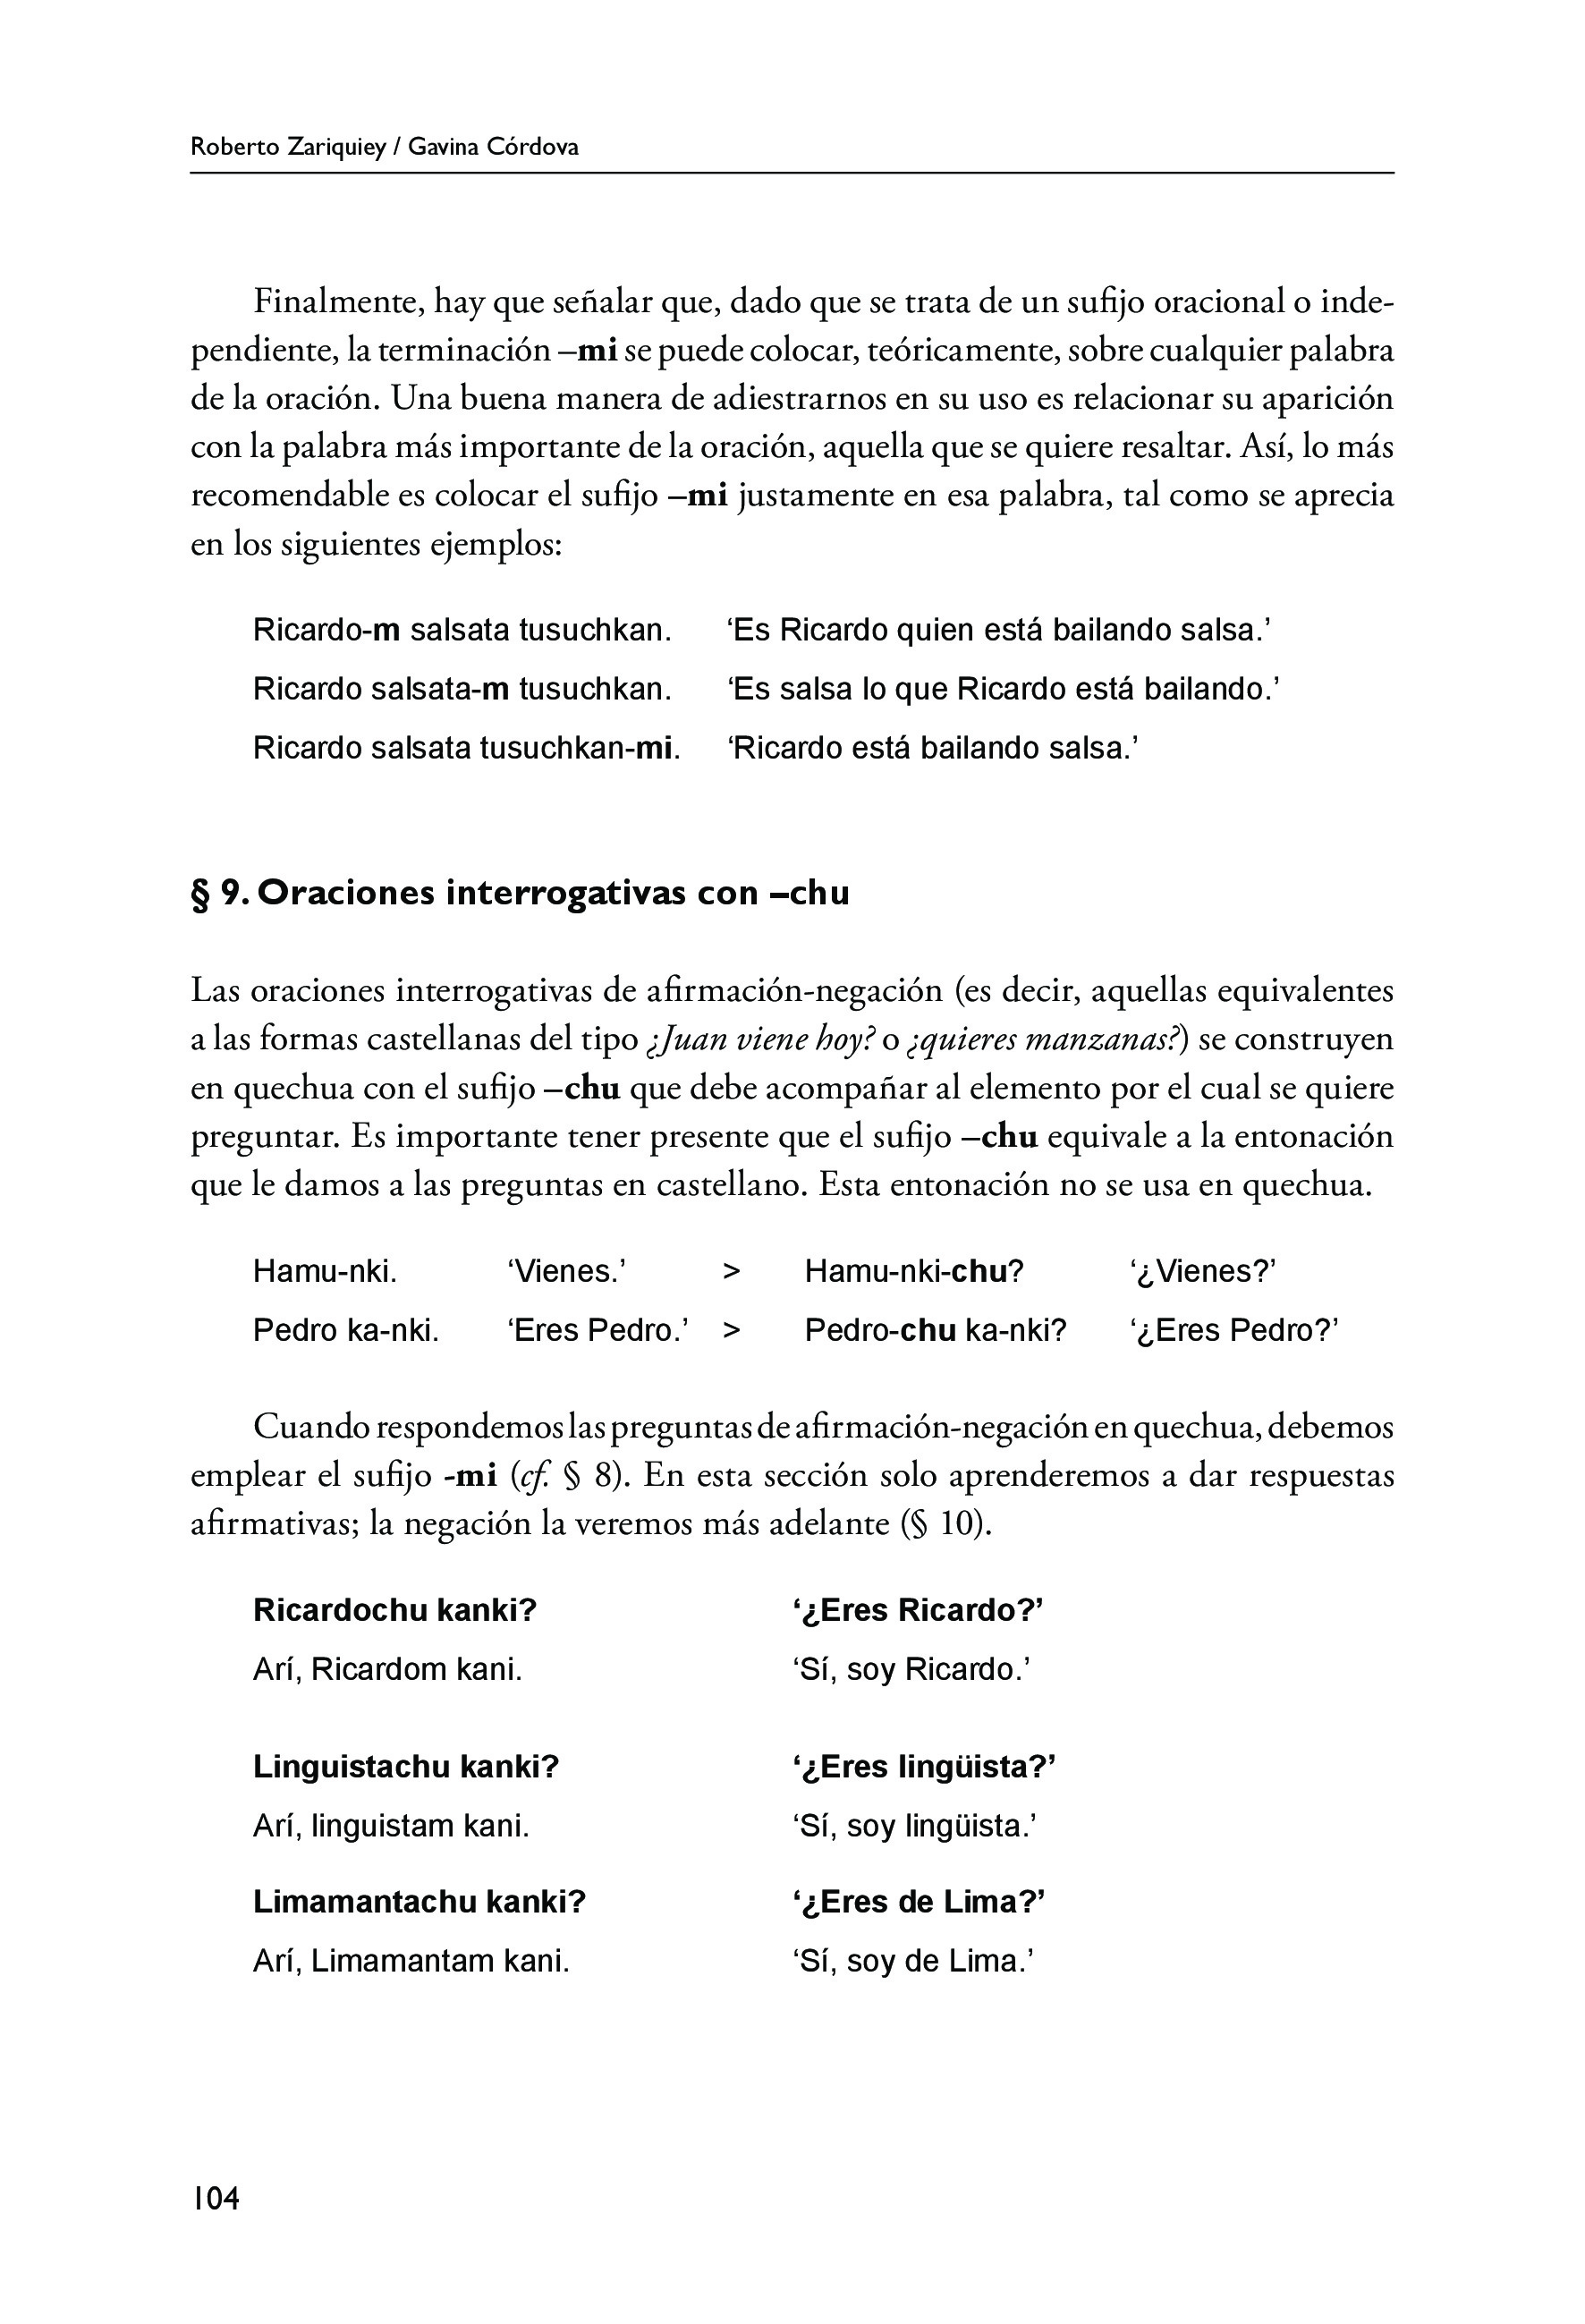 Roberto Zariquiey / Gavina Córdova
Finalmente, hay que señalar que, dado que se trata de un sufijo oracional o inde-
pendiente, la terminación –mi se puede colocar, teóricamente, sobre cualquier palabra
de la oración. Una buena manera de adiestrarnos en su uso es relacionar su aparición
con la palabra más importante de la oración, aquella que se quiere resaltar. Así, lo más
recomendable es colocar el sufijo –mi justamente en esa palabra, tal como se aprecia
en los siguientes ejemplos:
Ricardo-m salsata tusuchkan. ‘Es Ricardo quien está bailando salsa.’
Ricardo salsata-m tusuchkan. ‘Es salsa lo que Ricardo está bailando.’
Ricardo salsata tusuchkan-mi. ‘Ricardo está bailando salsa.’
§ 9. Oraciones interrogativas con –chu
Las oraciones interrogativas de afirmación-negación (es decir, aquellas equivalentes
a las formas castellanas del tipo ¿Juan viene hoy? o ¿quieres manzanas?) se construyen
en quechua con el sufijo –chu que debe acompañar al elemento por el cual se quiere
preguntar. Es importante tener presente que el sufijo –chu equivale a la entonación
que le damos a las preguntas en castellano. Esta entonación no se usa en quechua.
Hamu-nki. ‘Vienes.’ > Hamu-nki-chu? ‘¿Vienes?’
Pedro ka-nki. ‘Eres Pedro.’ > Pedro-chu ka-nki? ‘¿Eres Pedro?’
Cuando respondemos las preguntas de afirmación-negación en quechua, debemos
emplear el sufijo -mi (cf. § 8). En esta sección solo aprenderemos a dar respuestas
afirmativas; la negación la veremos más adelante (§ 10).
Ricardochu kanki? ‘¿Eres Ricardo?’
Arí, Ricardom kani. ‘Sí, soy Ricardo.’
Linguistachu kanki? ‘¿Eres lingüista?’
Arí, linguistam kani. ‘Sí, soy lingüista.’
Limamantachu kanki? ‘¿Eres de Lima?’
Arí, Limamantam kani. ‘Sí, soy de Lima.’
104